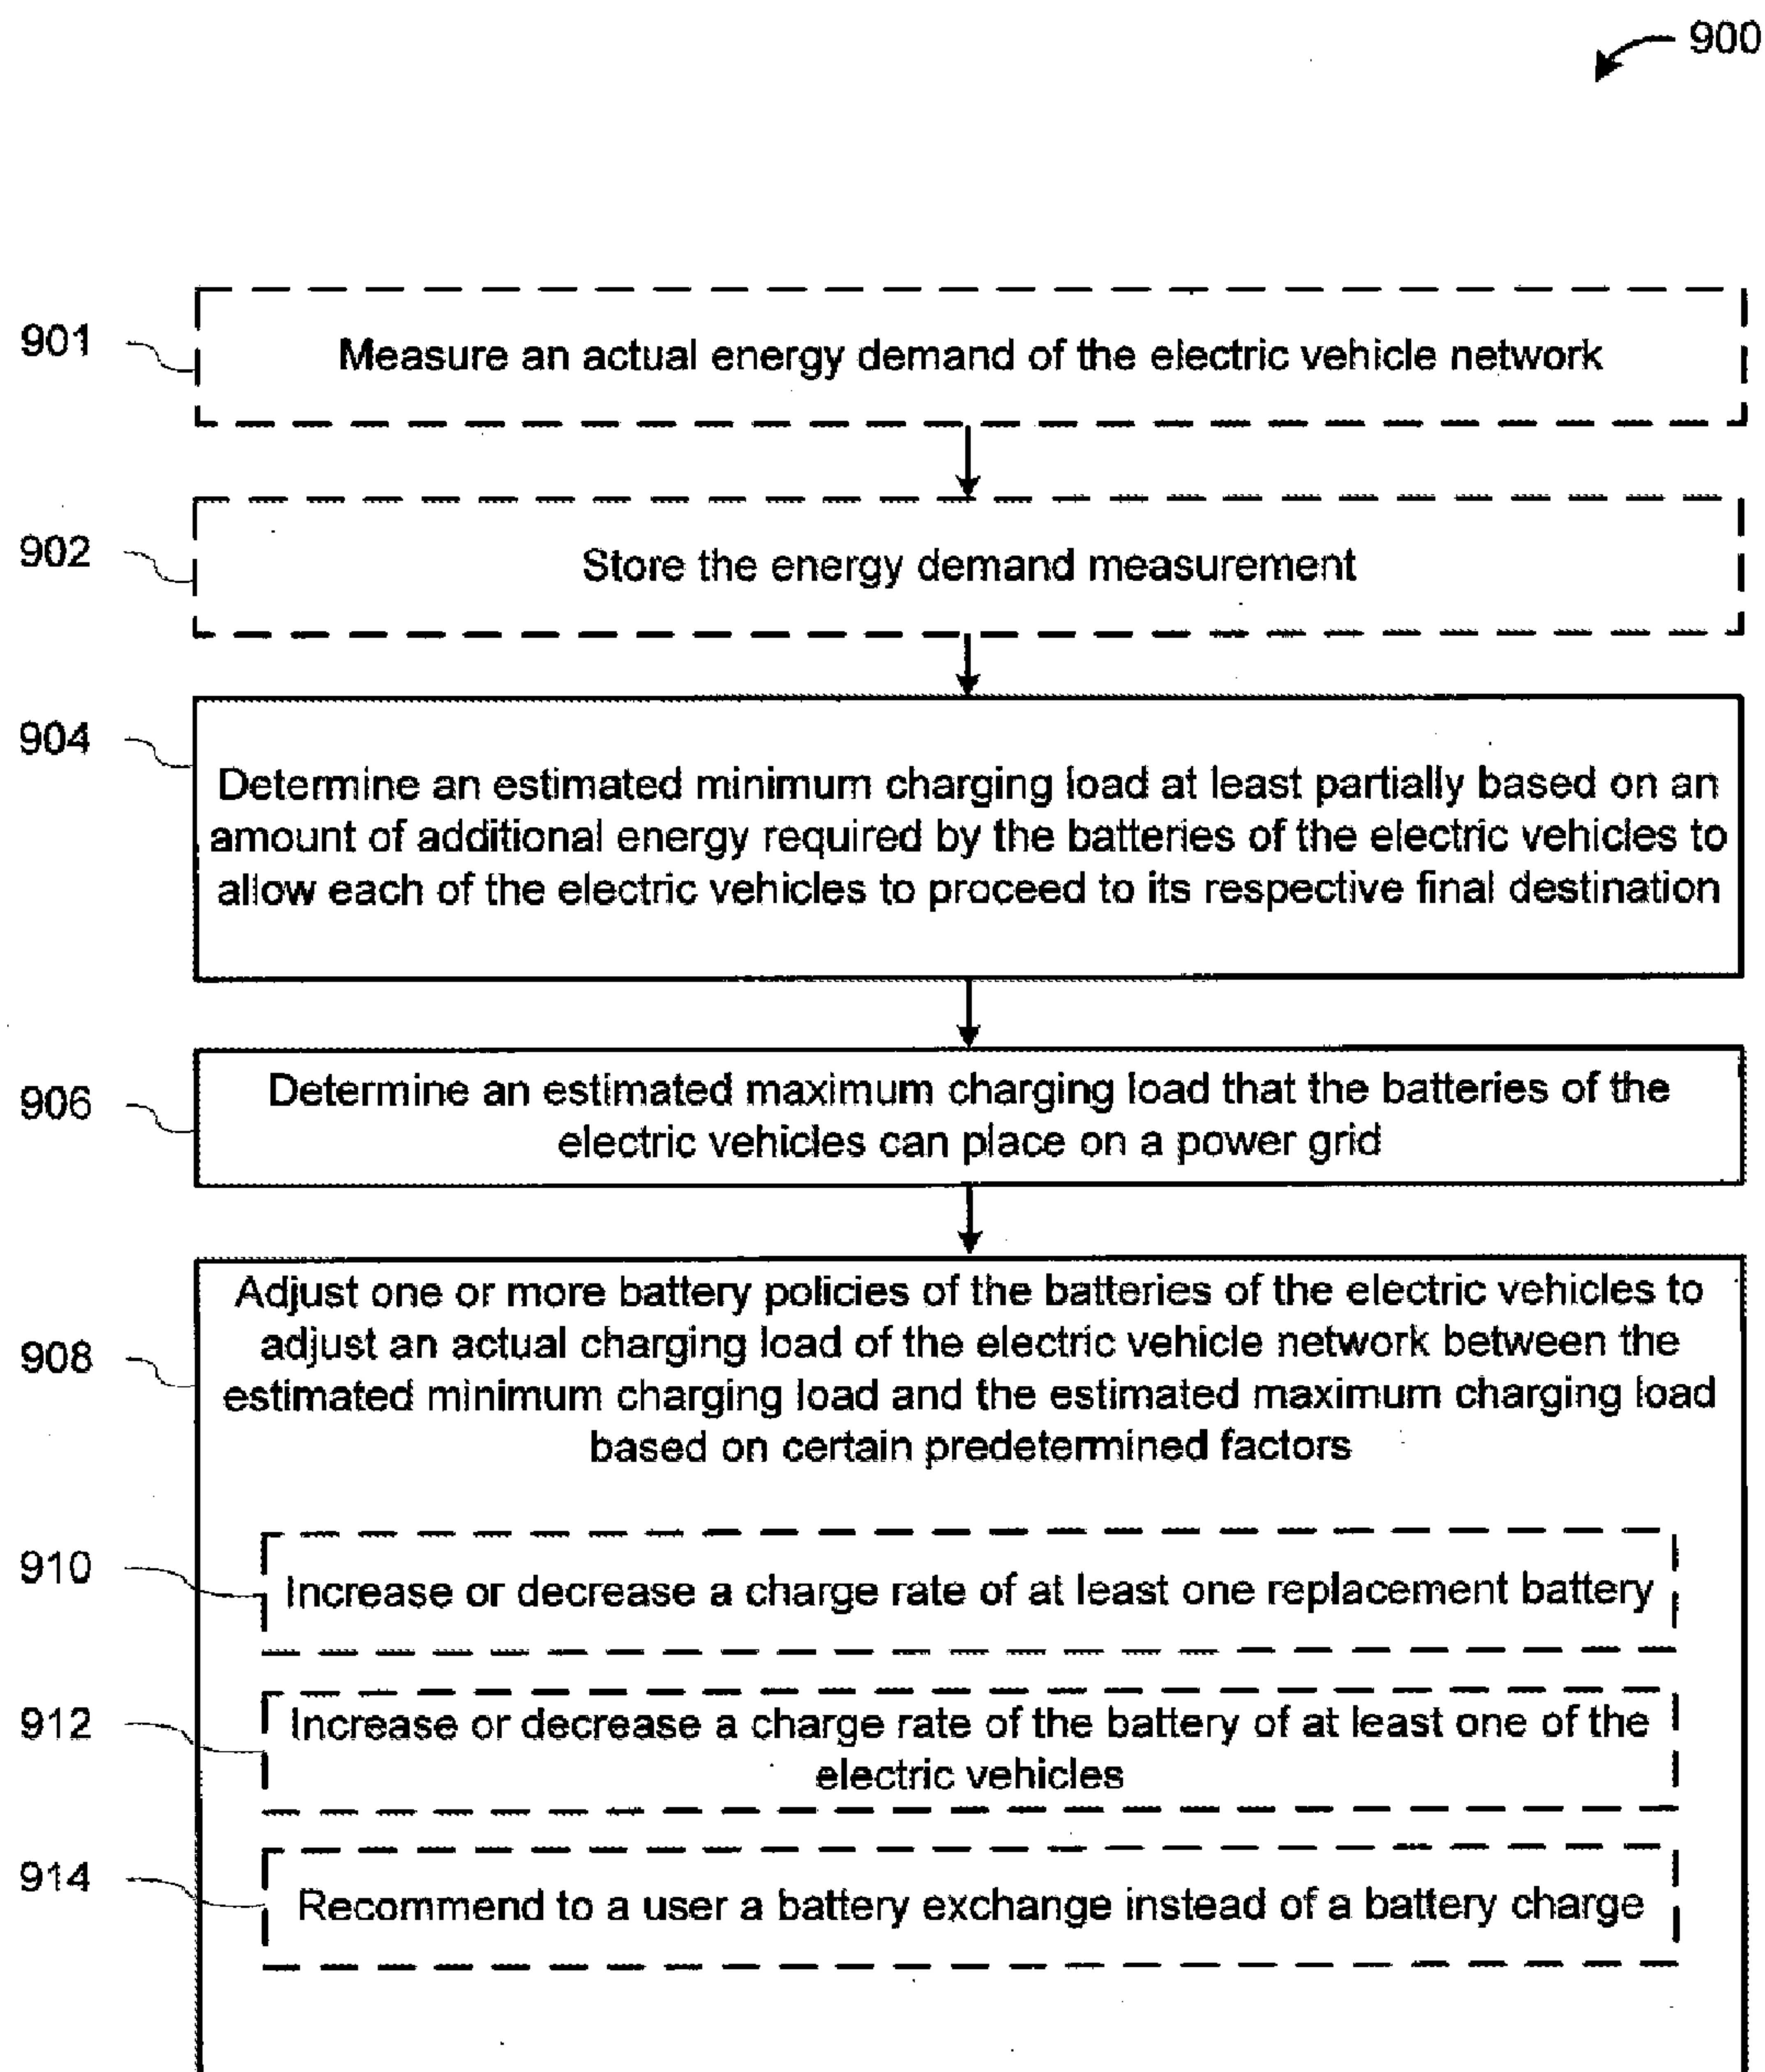 900
901
Measure an actual energy demand of the electric vehicle network
902
Store the energy demand measurement
904
Determine an estimated minimum charging load at least partially based on an
amount of additional energy required by the batteries of the electric vehicles to
allow each of the electric vehicles to proceed to its respective final destination
906
Determine an estimated maximum charging load that the batteries of the
electric vehicles can place on a power grid
908
Adjust one or more battery policies of the batteries of the electric vehicles to
adjust an actual charging load of the electric vehicle network between the
estimated minimum charging load and the estimated maximum charging load
based on certain predetermined factors
910
Increase or decrease a charge rate of at least one replacement battery
912
Increase or decrease a charge rate of the battery of at least one of the
electric vehicles
914
Recommend to a user a battery exchange instead of a battery charge